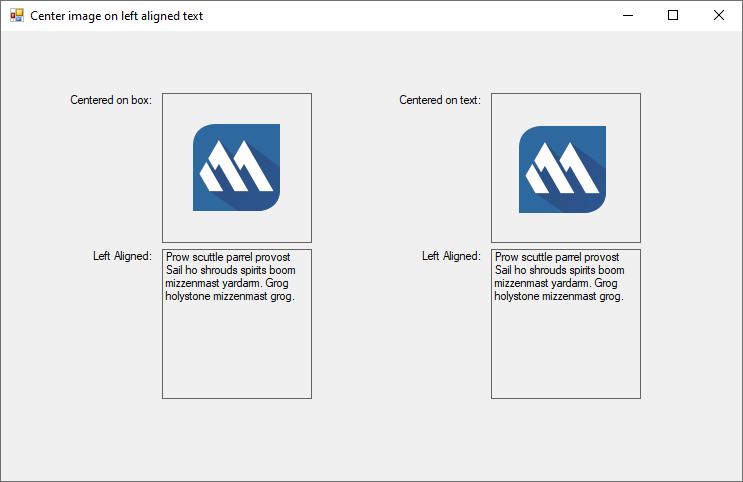 Center image on left aligned text
Centered on box:
Centered on text:
Left Aligned:
Prow scuttle parrel provost
Sail ho shrouds spirits boom
mizzenmast yardarm. Grog
holystone mizzenmast grog.
Left Aligned:
Prow scuttle parrel provost
Sail ho shrouds spirits boom
mizzenmast yardarm. Grog
holystone mizzenmast grog.